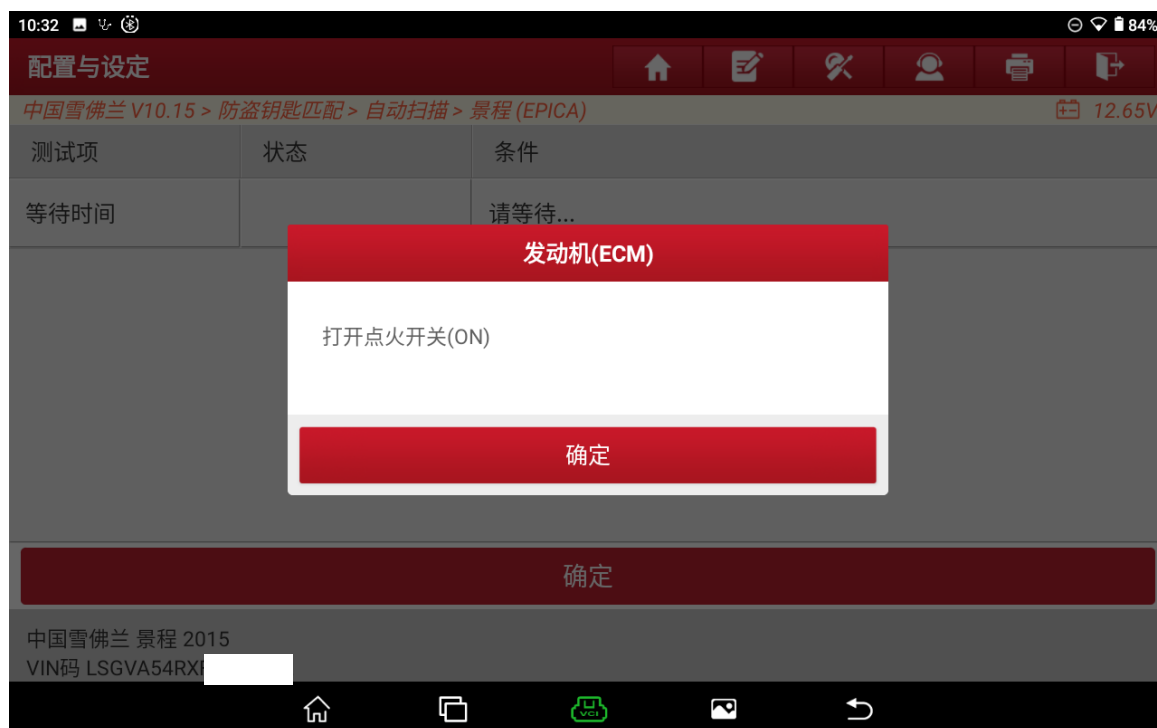 10:32
84%
配置与设定
中国雪佛兰 V10.15 > 防盗钥匙匹配 > 自动扫描 > 景程 (EPICA)
12.65V
测试项 状态 条件
等待时间 请等待...
发动机(ECM)
打开点火开关(ON)
确定
确定
中国雪佛兰 景程 2015
VIN码 LSGVA54RX
VCI